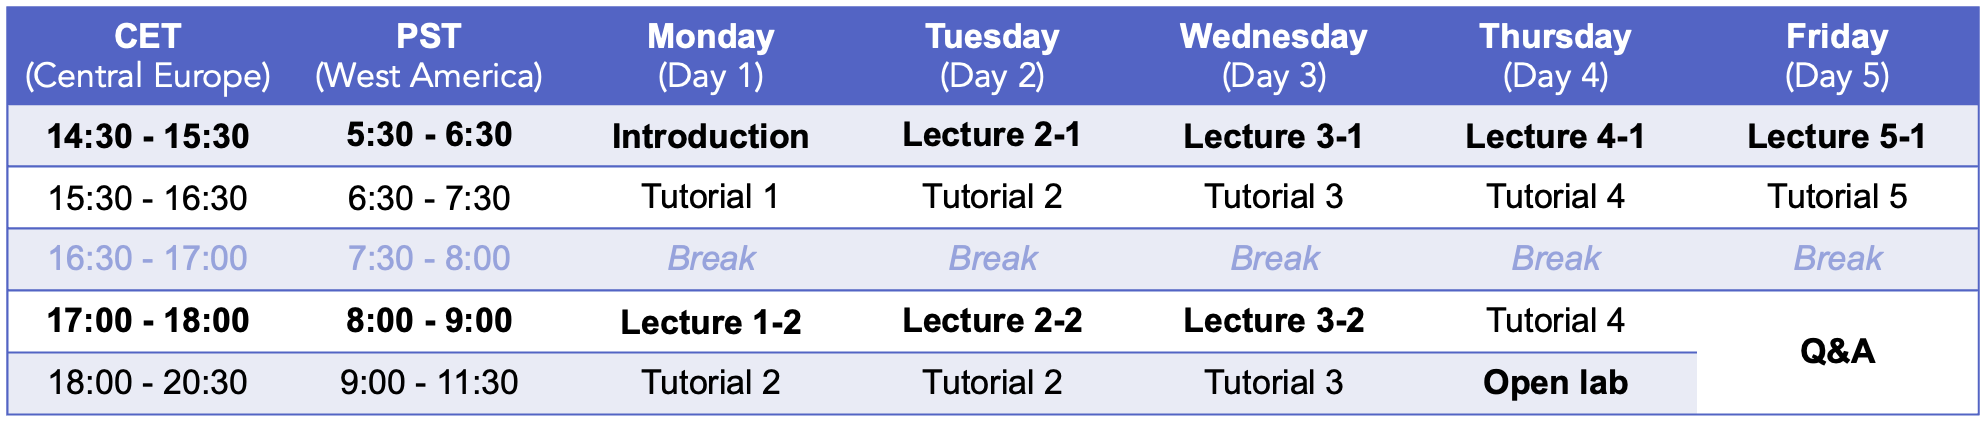 CET PST Monday Tuesday Wednesday Thursday Friday
(Central Europe) (West America) (Day 1) (Day 2) (Day 3) (Day 4) (Day 5)
14:30 - 15:30 5:30 - 6:30 Introduction Lecture 2-1 Lecture 3-1 Lecture 4-1 Lecture 5-1
15:30 - 16:30 6:30 - 7:30 Tutorial 1 Tutorial 2 Tutorial 3 Tutorial 4 Tutorial 5
16:30 - 17:00 7:30 - 8:00 Break Break Break Break Break
17:00 - 18:00 8:00 - 9:00 Lecture 1-2 Lecture 2-2 Lecture 3-2 Tutorial 4
Q&A
18:00 - 20:30 9:00 - 11:30 Tutorial 2 Tutorial 2 Tutorial 3 Open lab